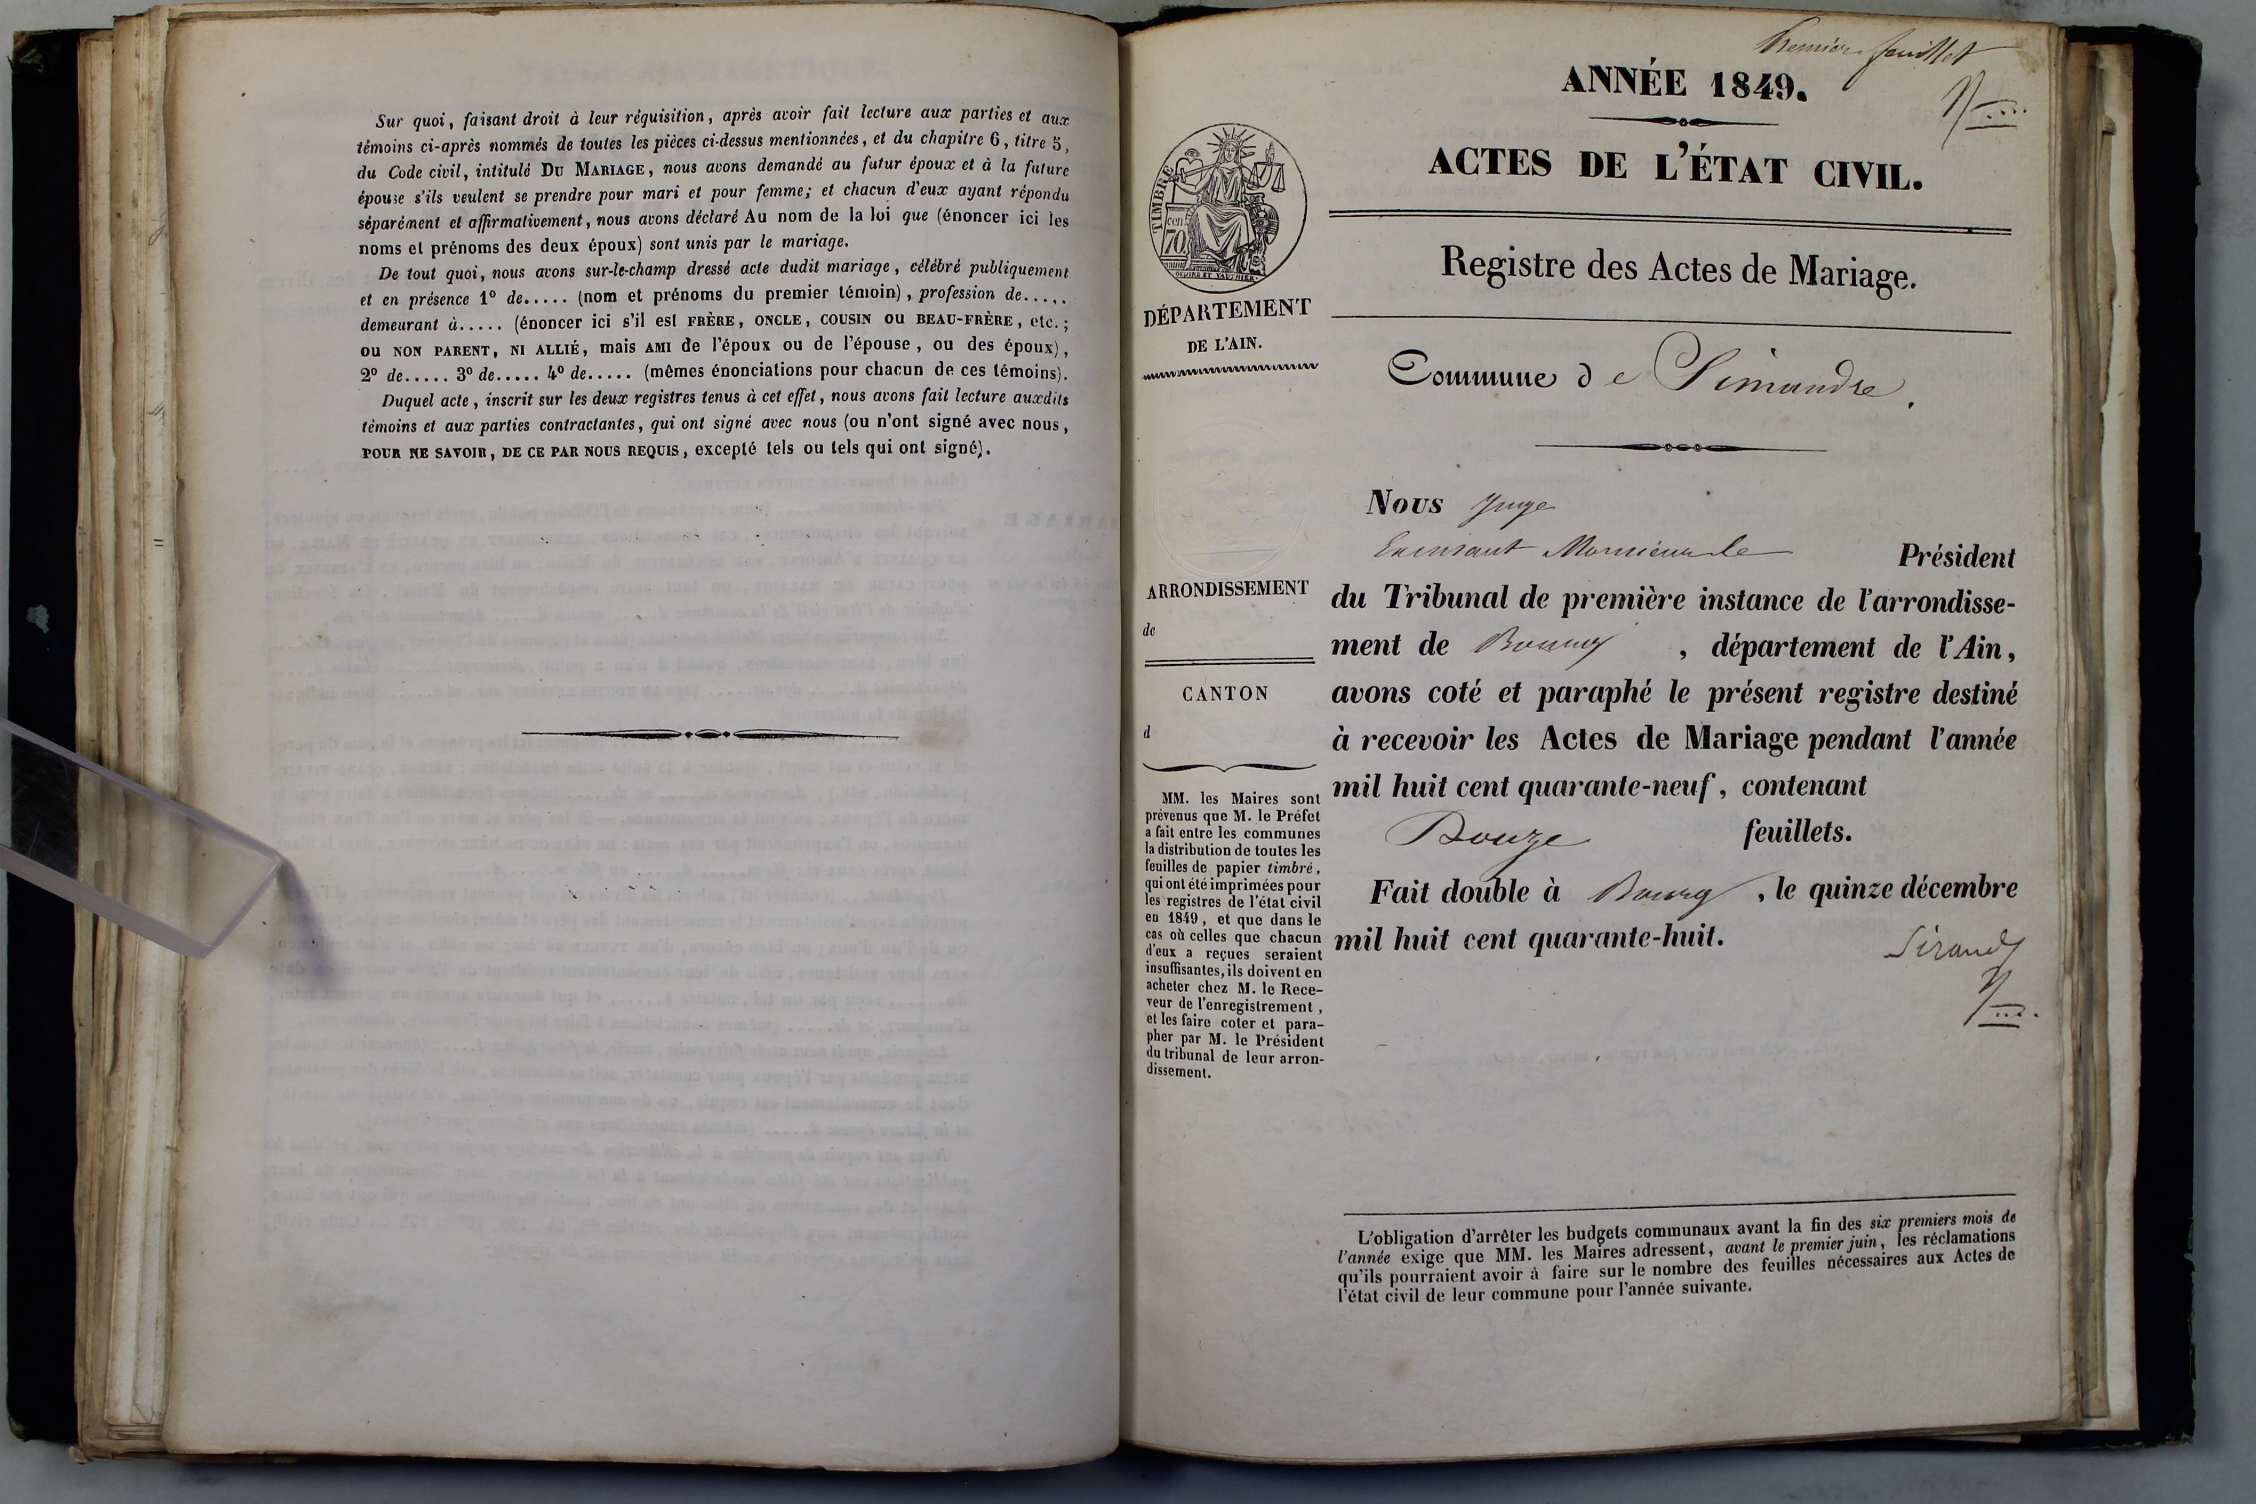 Sur quoi, faisant droit à leur réquisition, après avoir fait lecture aux parties et aux
témoins ci-après nommés de toutes les pièces ci-dessus mentionnées, et du chapitre 6, titre 5,
du Code civil, intitulé DU MARIAGE, nous avons demandé au futur époux et à la future
épouse s'ils veulent se prendre pour mari et pour femme; et chacun d'eux ayant répondu
séparément et affirmativement, nous avons déclaré Au nom de la loi que (énoncer ici les
noms et prénoms des deux époux) sont unis par le mariage.
De tout quoi, nous avons sur-le-champ dressé acte dudit mariage, célébré publiquement
et en présence 1° de..... (nom et prénoms du premier témoin), profession de.....
demeurant à..... (énoncer ici s'il est FRÈRE, ONCLE, COUSIN OU BEAU-FRÈRE, etc.;
OU NON PARENT, NI ALLIÉ, mais AMI de l'époux ou de l'épouse, ou des époux),
2° de..... 3° de..... 4° de..... (mêmes énonciations pour chacun de ces témoins).
Duquel acte, inscrit sur les deux registres tenus à cet effet, nous avons fait lecture auxdits
témoins et aux parties contractantes, qui ont signé avec nous (ou n'ont signé avec nous,
POUR NE SAVOIR, DE CE PAR NOUS REQUIS, excepté tels ou tels qui ont signé).
Premier feuillet
ANNÉE 1849.
ACTES DE L'ÉTAT CIVIL.
Registre des Actes de Mariage.
TIMBRE
cen
70
DÉPARTEMENT
DE L'AIN.
Commune de Simandre.
ARRONDISSEMENT
de
CANTON
d
MM. les Maires sont
prévenus que M. le Préfet
a fait entre les communes
la distribution de toutes les
feuilles de papier timbré,
qui ont été imprimées pour
les registres de l'état civil
en 1849, et que dans le
cas où celles que chacun
d'eux a reçues seraient
insuffisantes, ils doivent en
acheter chez M. le Rece-
veur de l'enregistrement,
et les faire coter et para-
pher par M. le Président
du tribunal de leur arron-
dissement.
Nous Juge
Monsieur le Président
du Tribunal de première instance de l'arrondisse-
ment de Bourg, département de l'Ain,
avons coté et paraphé le présent registre destiné
à recevoir les Actes de Mariage pendant l'année
mil huit cent quarante-neuf, contenant
Douze feuillets.
Fait double à Bourg, le quinze décembre
mil huit cent quarante-huit.
Sirand
L'obligation d'arrêter les budgets communaux avant la fin des six premiers mois de
l'année exige que MM. les Maires adressent, avant le premier juin, les réclamations
qu'ils pourraient avoir à faire sur le nombre des feuilles nécessaires aux Actes de
l'état civil de leur commune pour l'année suivante.